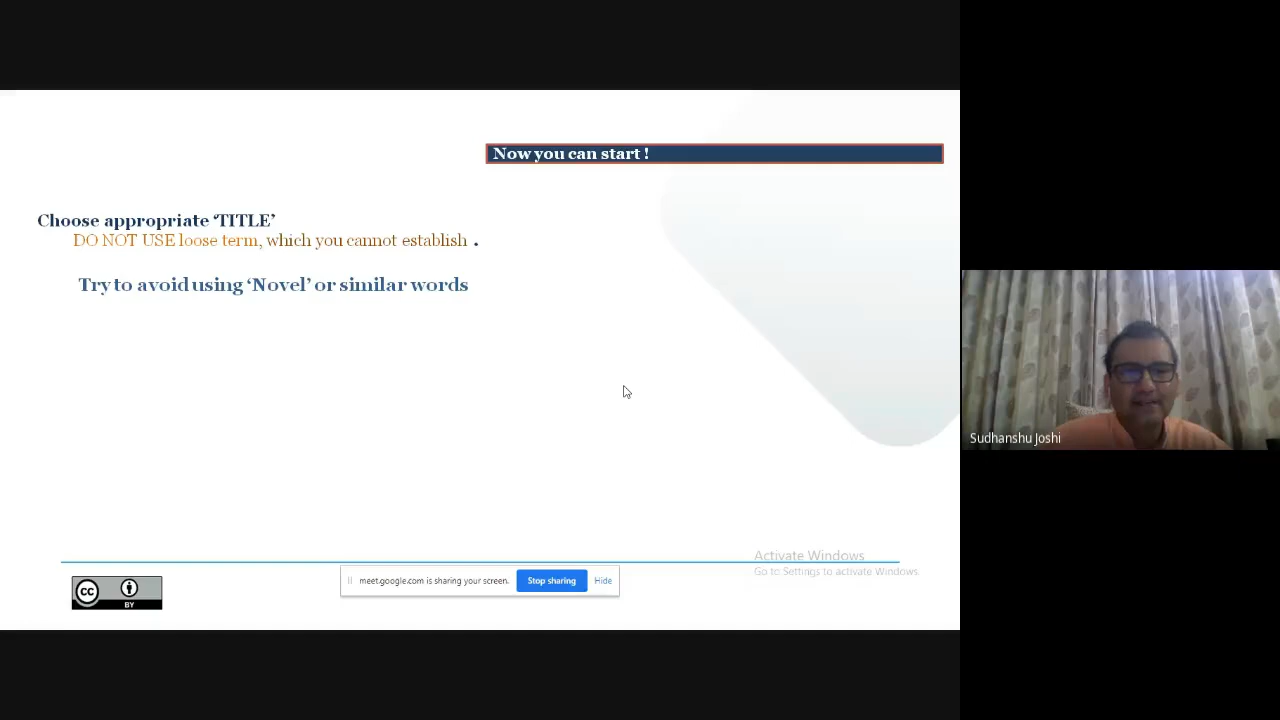 Now you can start !
Choose appropriate ‘TITLE’
DO NOT USE loose term, which you cannot establish .
Try to avoid using ‘Novel’ or similar words
Sudhanshu Joshi
Activate Windows
Go to Settings to activate Windows.
meet.google.com is sharing your screen. Stop sharing Hide
cc
BY